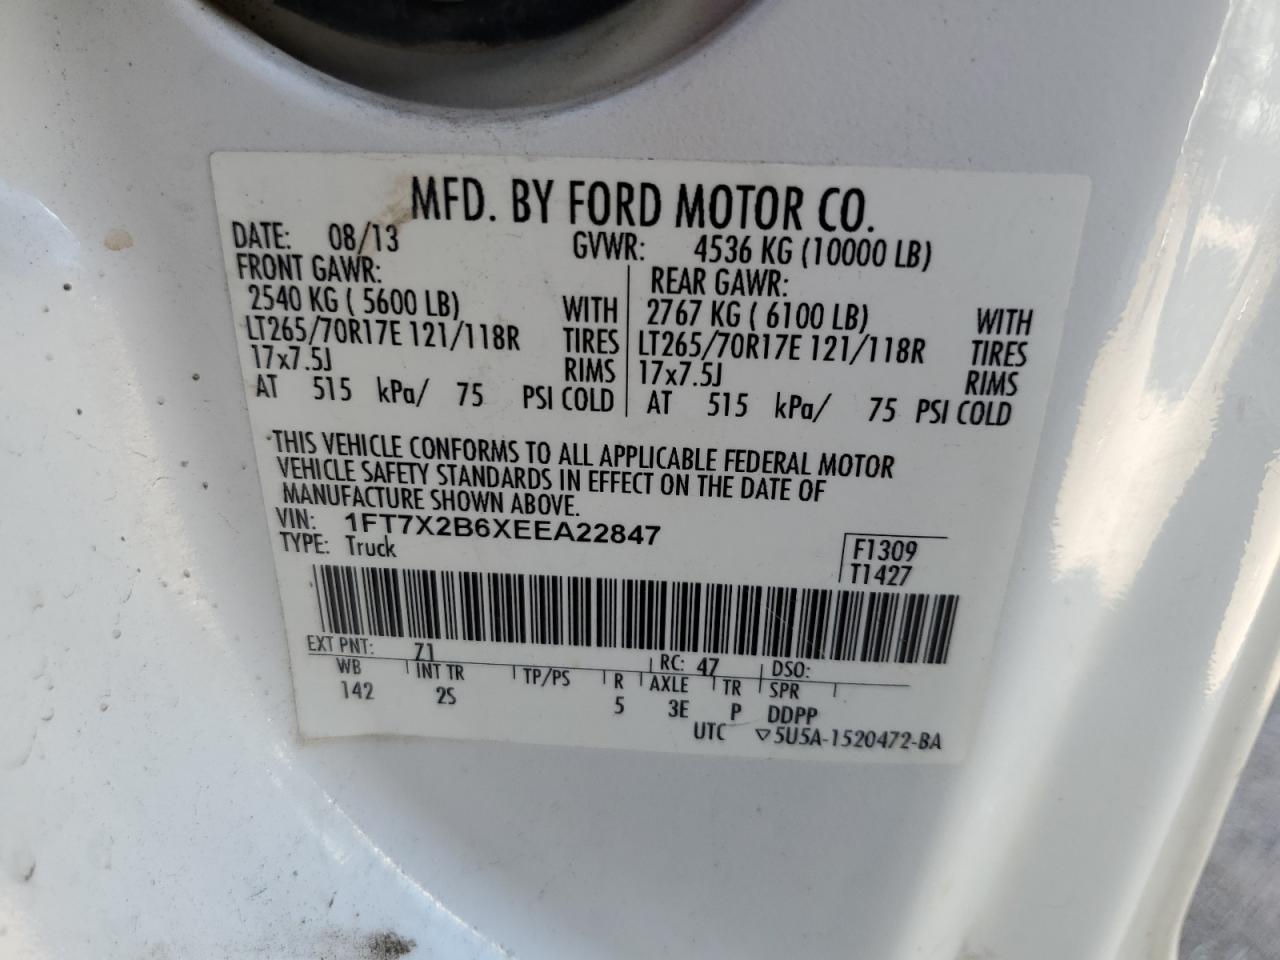 MFD. BY FORD MOTOR CO.
DATE: 08/13 GVWR: 4536 KG (10000 LB)
FRONT GAWR: REAR GAWR:
2540 KG ( 5600 LB) WITH 2767 KG ( 6100 LB) WITH
LT265/70R17E 121/118R TIRES LT265/70R17E 121/118R TIRES
17x7.5J RIMS 17x7.5J RIMS
AT 515 kPa/ 75 PSI COLD AT 515 kPa/ 75 PSI COLD
THIS VEHICLE CONFORMS TO ALL APPLICABLE FEDERAL MOTOR
VEHICLE SAFETY STANDARDS IN EFFECT ON THE DATE OF
MANUFACTURE SHOWN ABOVE.
VIN: 1FT7X2B6XEEA22847
TYPE: Truck F1309
T1427
EXT PNT: Z1 RC: 47 DSO:
WB INT TR TP/PS R AXLE TR SPR
142 2S 5 3E P DDPP
UTC ▽5U5A-1520472-BA